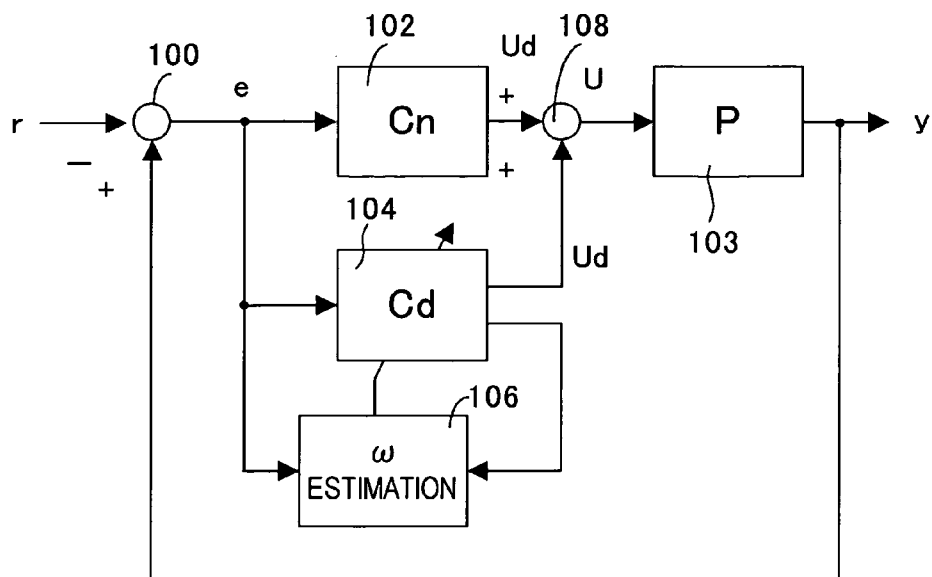 102
Ud
108
100
e
U
r
Cn
+
+
P
y
−
+
104
103
Cd
Ud
106
ω
ESTIMATION